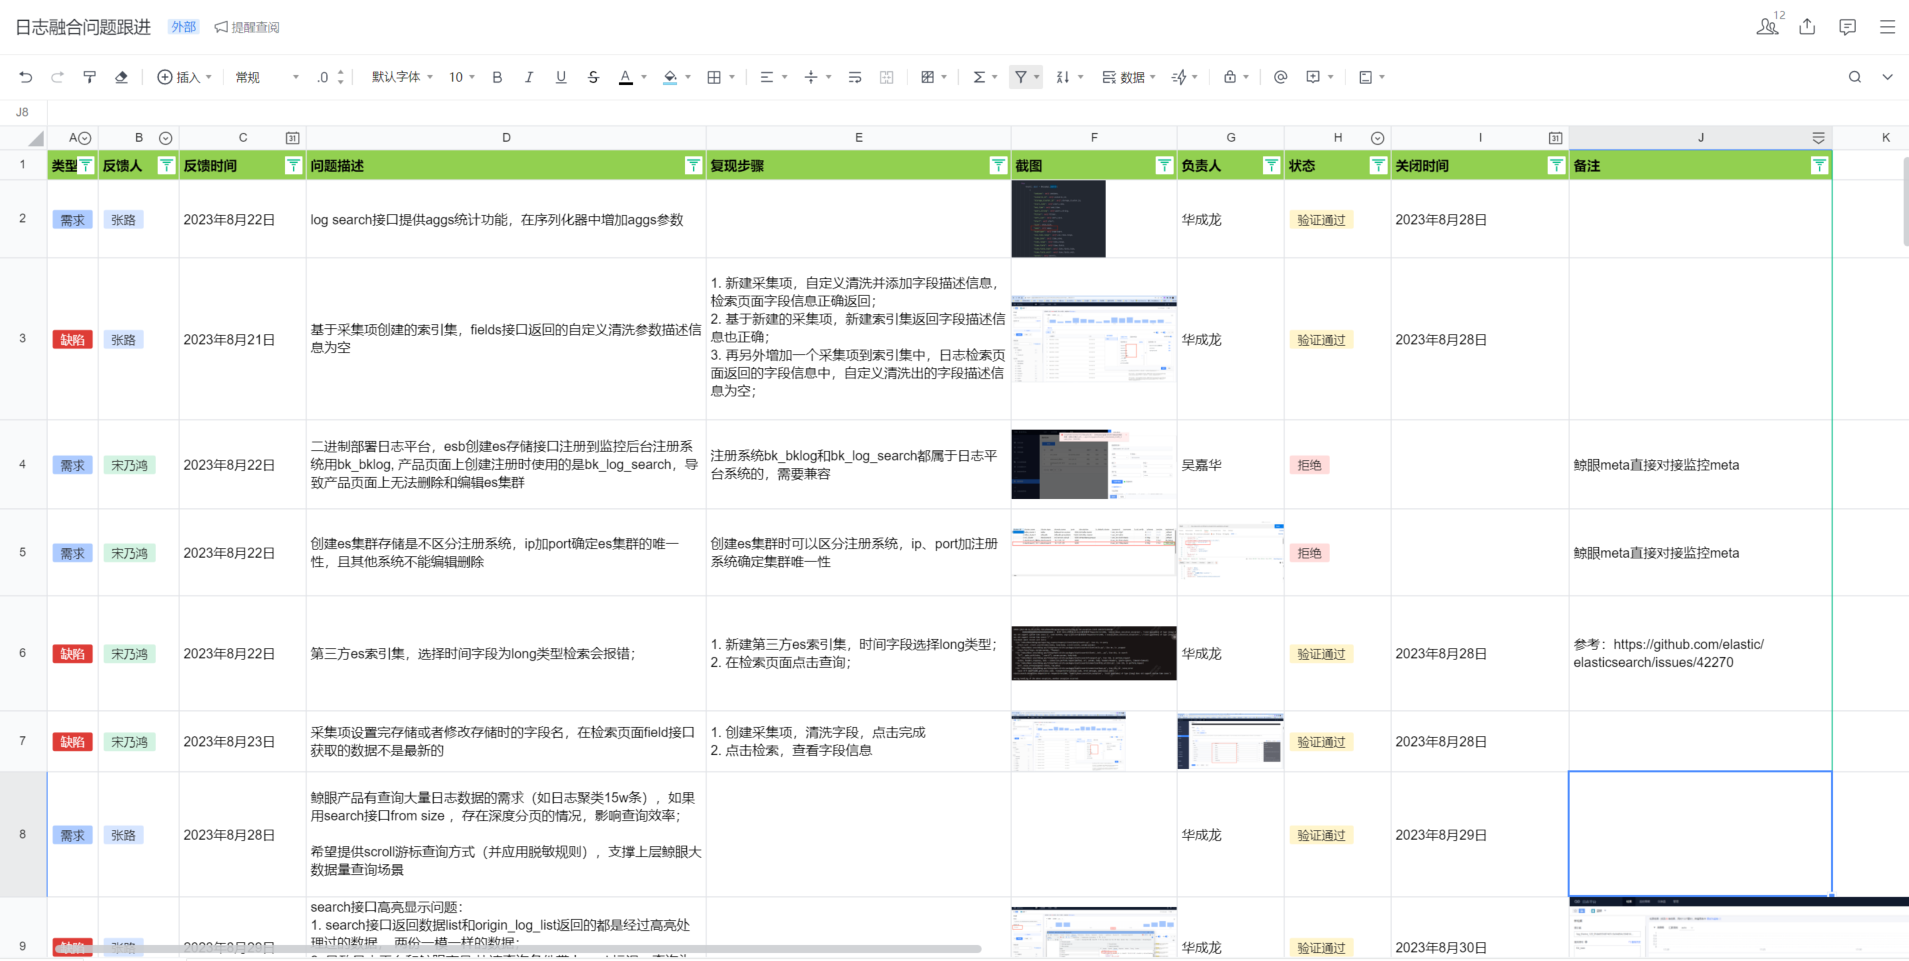 日志融合问题跟进 外部 提醒查阅 12
插入 常规 .0 默认字体 10 B I U S A 数据
J8
A B C D E F G H I J K
1 类型 反馈人 反馈时间 问题描述 复现步骤 截图 负责人 状态 关闭时间 备注
2 需求 张路 2023年8月22日 log search接口提供aggs统计功能，在序列化器中增加aggs参数 华成龙 验证通过 2023年8月28日
3 缺陷 张路 2023年8月21日
基于采集项创建的索引集，fields接口返回的自定义清洗参数描述信
息为空
1. 新建采集项，自定义清洗并添加字段描述信息，
检索页面字段信息正确返回；
2. 基于新建的采集项，新建索引集返回字段描述信
息也正确；
3. 再另外增加一个采集项到索引集中，日志检索页
面返回的字段信息中，自定义清洗出的字段描述信
息为空；
华成龙 验证通过 2023年8月28日
4 需求 宋乃鸿 2023年8月22日
二进制部署日志平台，esb创建es存储接口注册到监控后台注册系
统用bk_bklog, 产品页面上创建注册时使用的是bk_log_search，导
致产品页面上无法删除和编辑es集群
注册系统bk_bklog和bk_log_search都属于日志平
台系统的，需要兼容
吴嘉华 拒绝 鲸眼meta直接对接监控meta
5 需求 宋乃鸿 2023年8月22日
创建es集群存储是不区分注册系统，ip加port确定es集群的唯一
性，且其他系统不能编辑删除
创建es集群时可以区分注册系统，ip、port加注册
系统确定集群唯一性
拒绝 鲸眼meta直接对接监控meta
6 缺陷 宋乃鸿 2023年8月22日 第三方es索引集，选择时间字段为long类型检索会报错；
1. 新建第三方es索引集，时间字段选择long类型；
2. 在检索页面点击查询；
华成龙 验证通过 2023年8月28日
参考：https://github.com/elastic/
elasticsearch/issues/42270
7 缺陷 宋乃鸿 2023年8月23日
采集项设置完存储或者修改存储时的字段名，在检索页面field接口
获取的数据不是最新的
1. 创建采集项，清洗字段，点击完成
2. 点击检索，查看字段信息
验证通过 2023年8月28日
8 需求 张路 2023年8月28日
鲸眼产品有查询大量日志数据的需求（如日志聚类15w条），如果
用search接口from size ，存在深度分页的情况，影响查询效率；
希望提供scroll游标查询方式（并应用脱敏规则），支撑上层鲸眼大
数据量查询场景
华成龙 验证通过 2023年8月29日
9 缺陷 张路 2023年8月29日
search接口高亮显示问题：
1. search接口返回数据list和origin_log_list返回的都是经过高亮处
理过的数据，两份一模一样的数据；
华成龙 验证通过 2023年8月30日